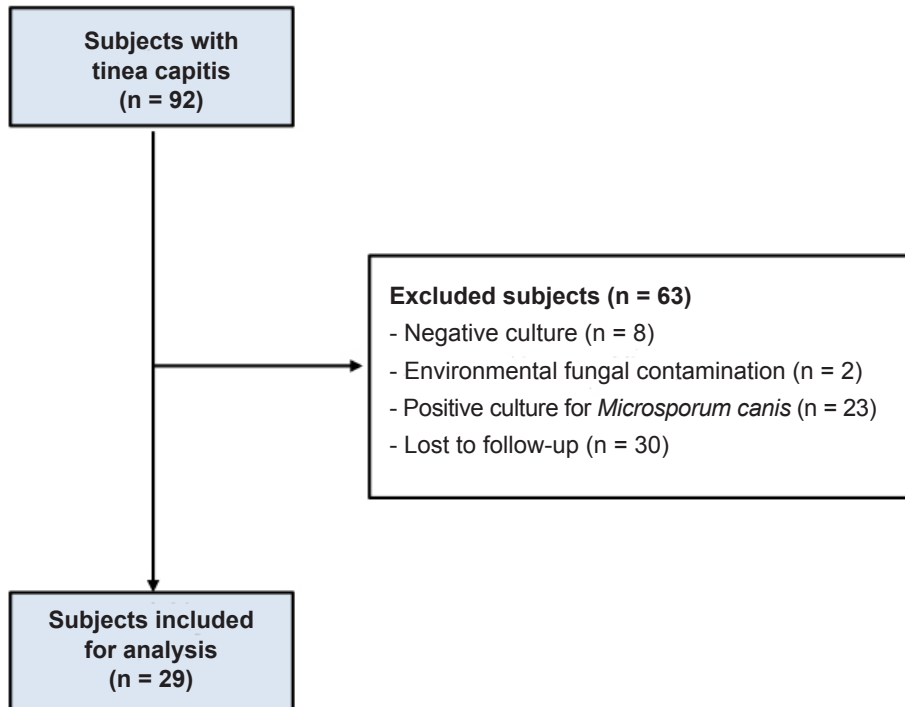 Subjects with
tinea capitis
(n = 92)
Excluded subjects (n = 63)
- Negative culture (n = 8)
- Environmental fungal contamination (n = 2)
- Positive culture for Microsporum canis (n = 23)
- Lost to follow-up (n = 30)
Subjects included
for analysis
(n = 29)